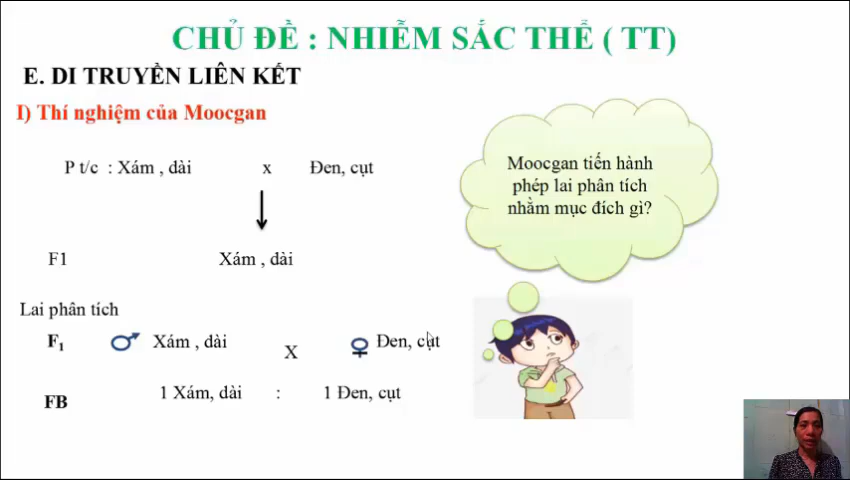 CHỦ ĐỀ : NHIỄM SẮC THỂ ( TT)
E. DI TRUYỀN LIÊN KẾT
I) Thí nghiệm của Moocgan
P t/c : Xám , dài x Đen, cụt
F1 Xám , dài
Lai phân tích
F1 ♂ Xám , dài X ♀ Đen, cụt
FB 1 Xám, dài : 1 Đen, cụt
Moocgan tiến hành
phép lai phân tích
nhằm mục đích gì?